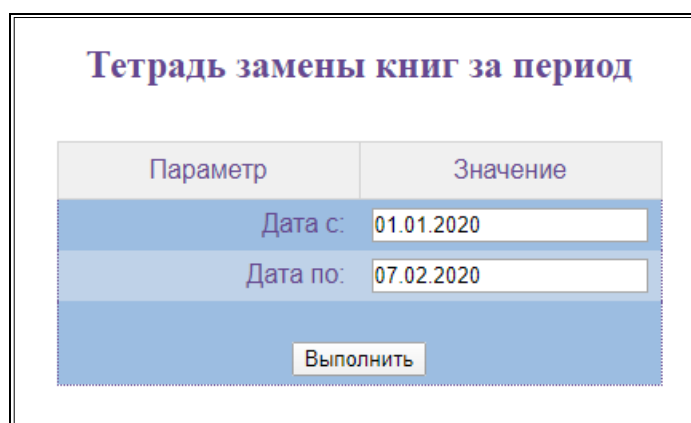 Тетрадь замены книг за период
Параметр Значение
Дата с: 01.01.2020
Дата по: 07.02.2020
Выполнить